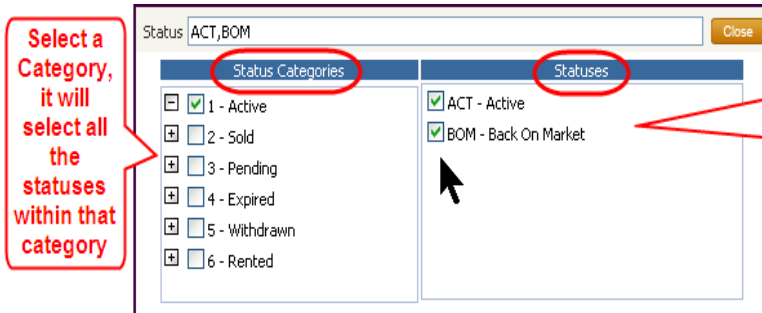 Select a
Category,
it will
select all
the
statuses
within that
category
Status ACT,BOM Close
Status Categories
1 - Active
2 - Sold
3 - Pending
4 - Expired
5 - Withdrawn
6 - Rented
Statuses
ACT - Active
BOM - Back On Market